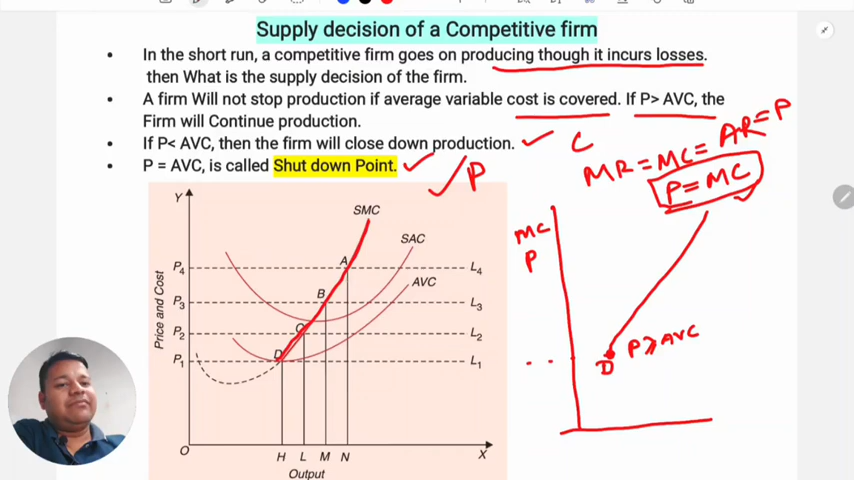 Supply decision of a Competitive firm
• In the short run, a competitive firm goes on producing though it incurs losses.
then What is the supply decision of the firm.
• A firm Will not stop production if average variable cost is covered. If P> AVC, the
Firm will Continue production.
• If P< AVC, then the firm will close down production.
• P = AVC, is called Shut down Point.
C
P
MR = MC = AR = P
P = MC
Y
SMC
SAC
AVC
Price and Cost
P4
P3
P2
P1
A
B
C
D
L4
L3
L2
L1
O
H L M N
X
Output
MC
P
D
P ⩾ AVC